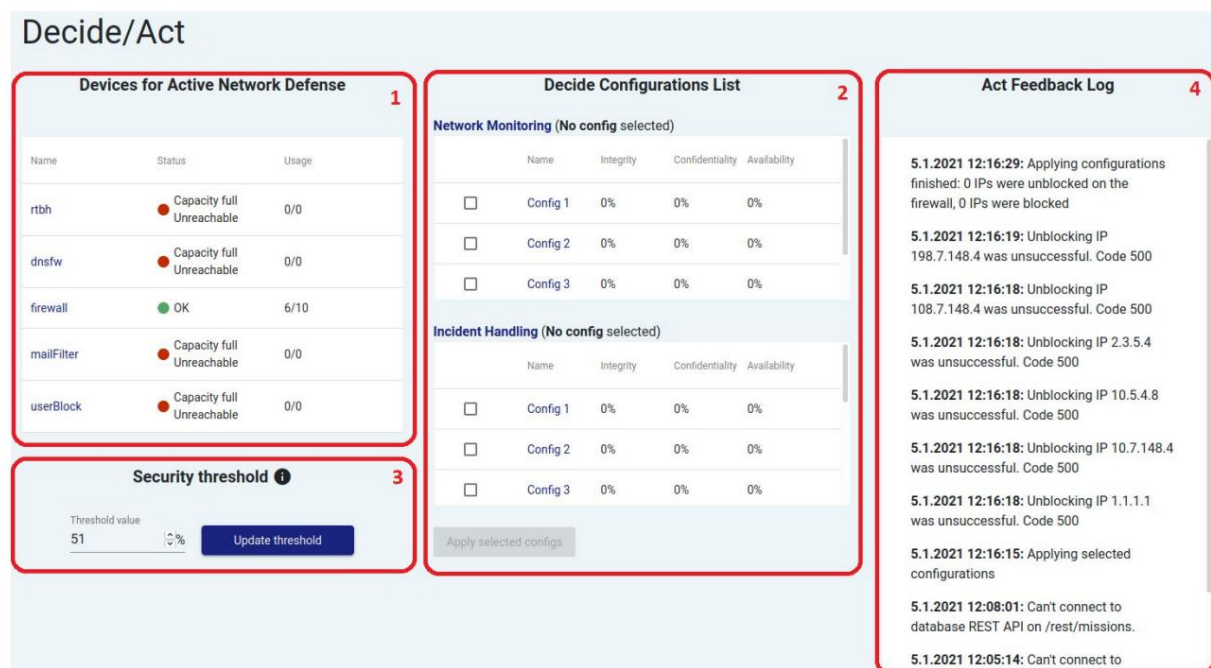 Decide/Act
Devices for Active Network Defense
1
Name Status Usage
rtbh Capacity full Unreachable 0/0
dnsfw Capacity full Unreachable 0/0
firewall OK 6/10
mailFilter Capacity full Unreachable 0/0
userBlock Capacity full Unreachable 0/0
Security threshold i
3
Threshold value
51 % Update threshold
Decide Configurations List
2
Network Monitoring (No config selected)
Name Integrity Confidentiality Availability
Config 1 0% 0% 0%
Config 2 0% 0% 0%
Config 3 0% 0% 0%
Incident Handling (No config selected)
Name Integrity Confidentiality Availability
Config 1 0% 0% 0%
Config 2 0% 0% 0%
Config 3 0% 0% 0%
Apply selected configs
Act Feedback Log
4
5.1.2021 12:16:29: Applying configurations
finished: 0 IPs were unblocked on the
firewall, 0 IPs were blocked
5.1.2021 12:16:19: Unblocking IP
198.7.148.4 was unsuccessful. Code 500
5.1.2021 12:16:18: Unblocking IP
108.7.148.4 was unsuccessful. Code 500
5.1.2021 12:16:18: Unblocking IP 2.3.5.4
was unsuccessful. Code 500
5.1.2021 12:16:18: Unblocking IP 10.5.4.8
was unsuccessful. Code 500
5.1.2021 12:16:18: Unblocking IP 10.7.148.4
was unsuccessful. Code 500
5.1.2021 12:16:18: Unblocking IP 1.1.1.1
was unsuccessful. Code 500
5.1.2021 12:16:15: Applying selected
configurations
5.1.2021 12:08:01: Can't connect to
database REST API on /rest/missions.
5.1.2021 12:05:14: Can't connect to